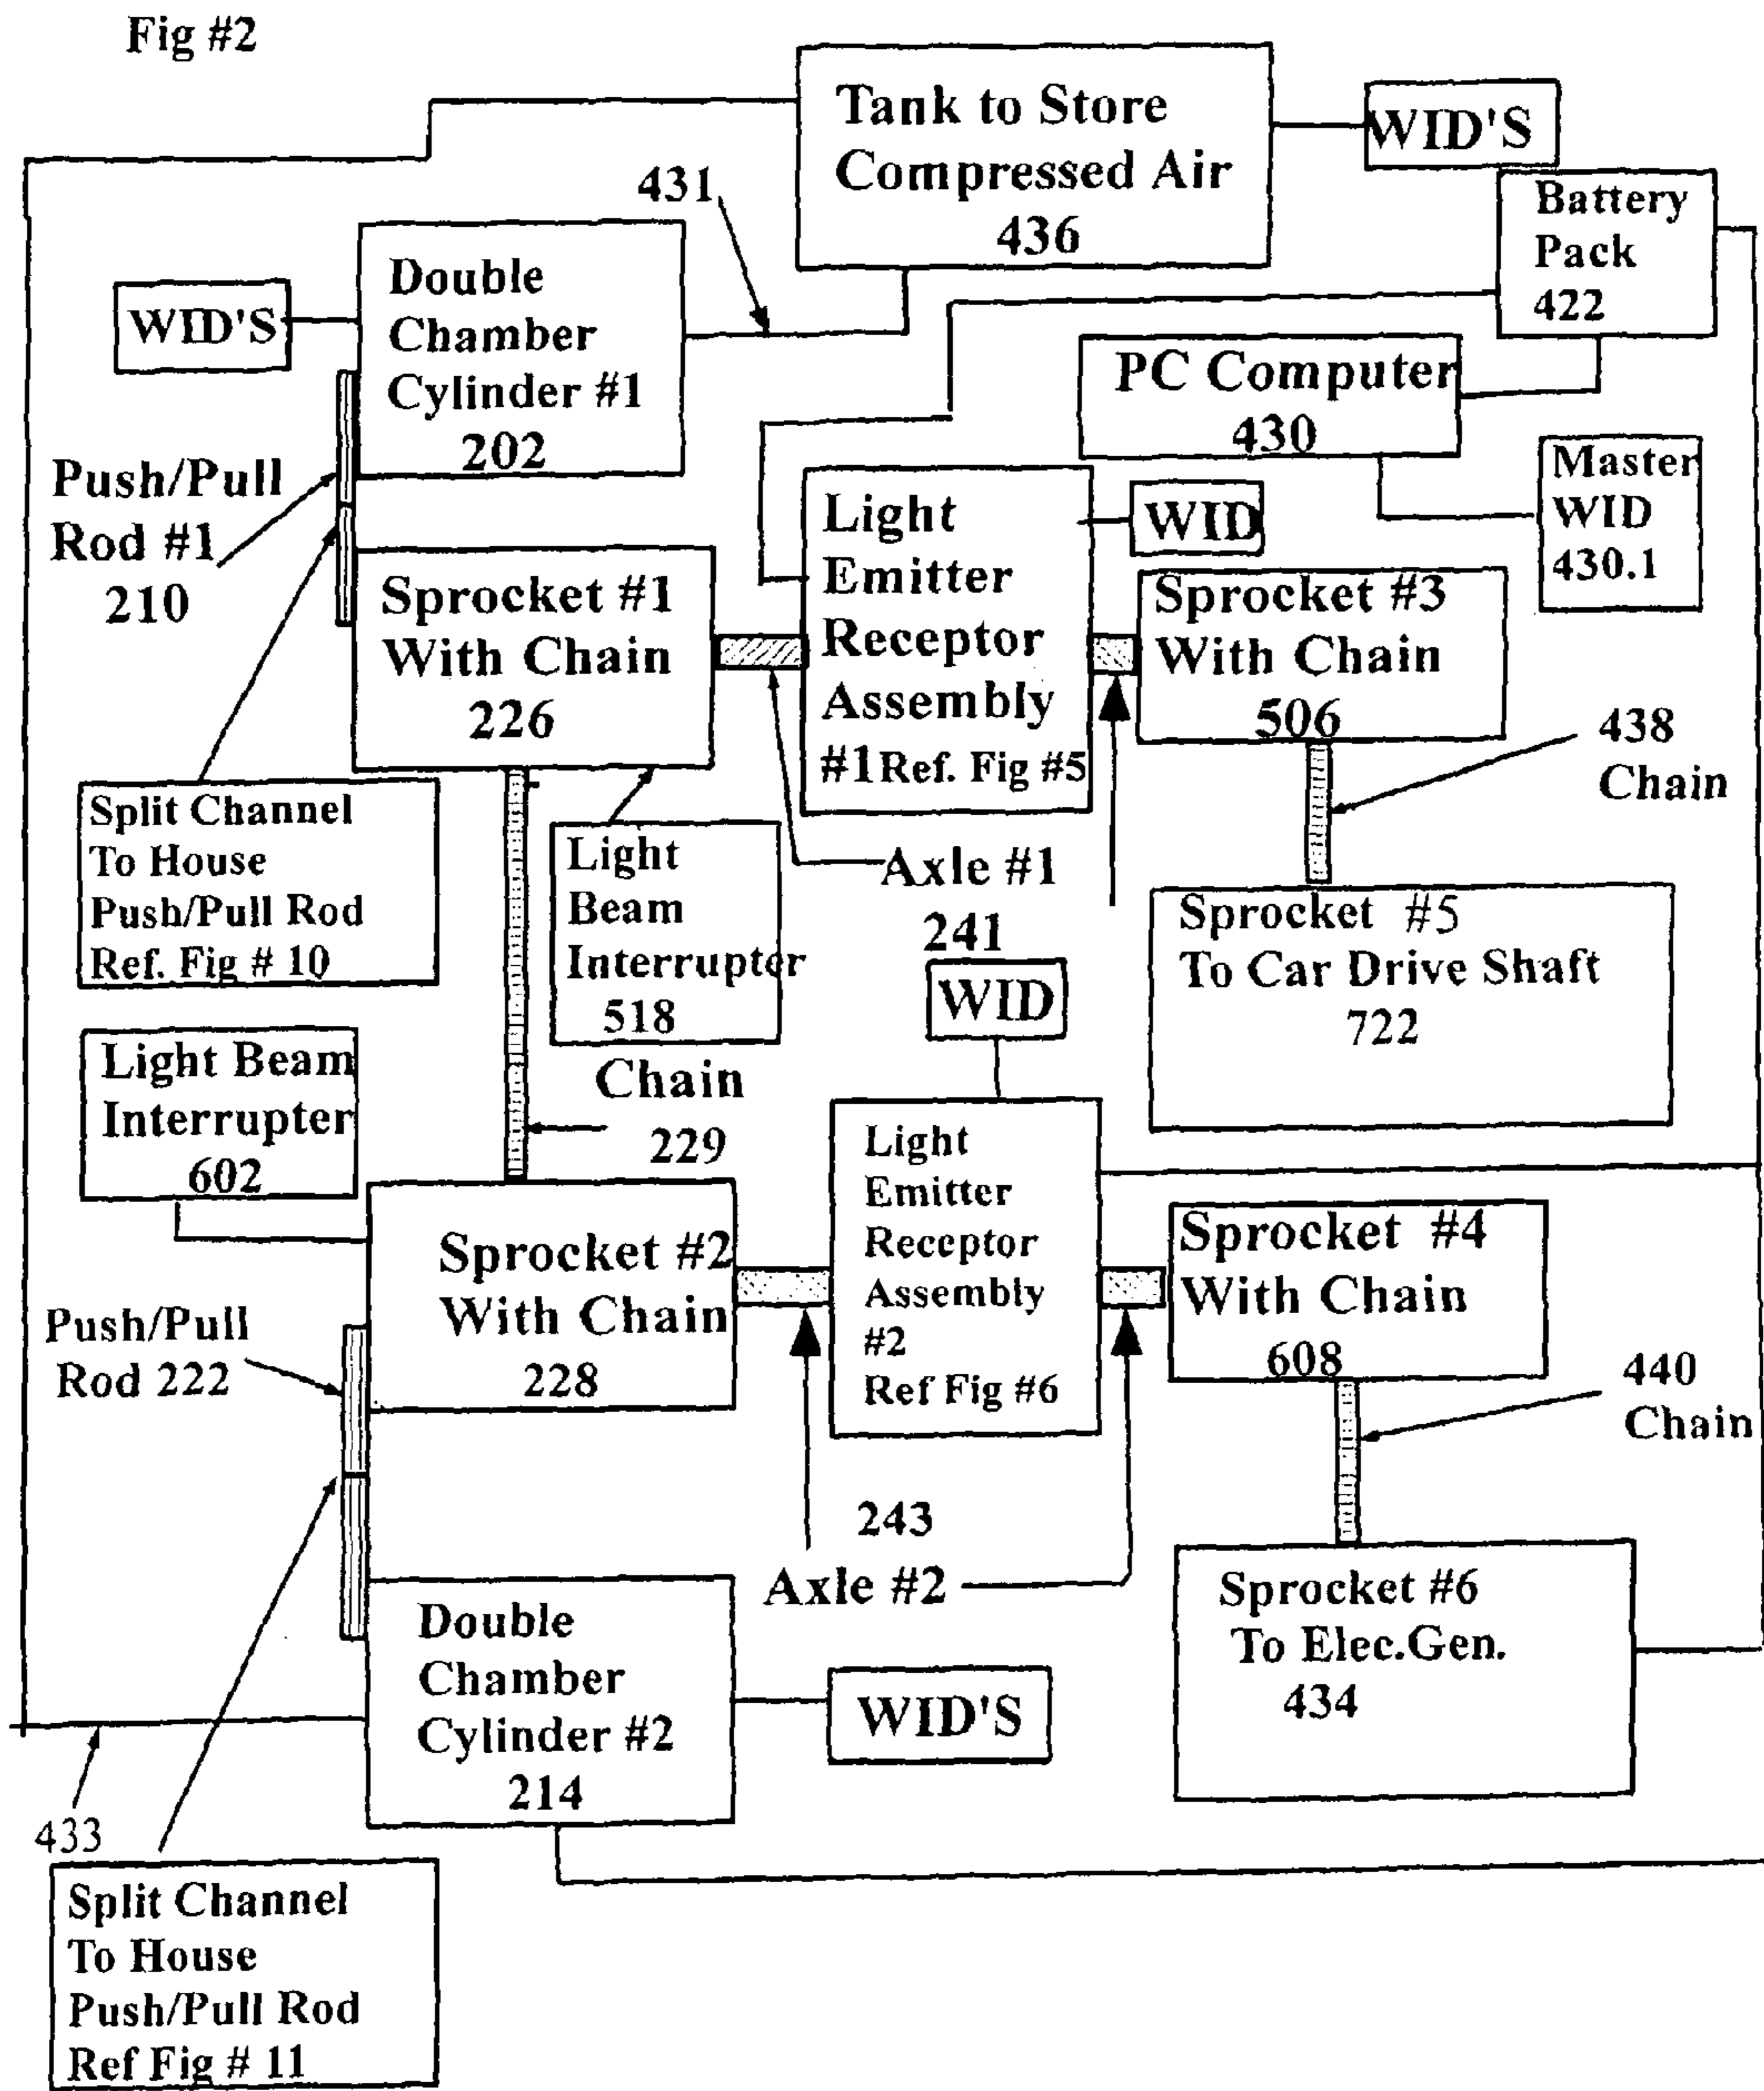 Fig #2
Tank to Store
Compressed Air
436
WID'S
431
Battery
Pack
422
Double
Chamber
Cylinder #1
202
WID'S
PC Computer
430
Master
WID
430.1
Push/Pull
Rod #1
210
Light
Emitter
Receptor
Assembly
#1 Ref. Fig #5
WID
Sprocket #1
With Chain
226
Sprocket #3
With Chain
506
438
Chain
Split Channel
To House
Push/Pull Rod
Ref. Fig # 10
Light
Beam
Interrupter
518
Axle #1
241
WID
Sprocket #5
To Car Drive Shaft
722
Light Beam
Interrupter
602
Chain
229
Light
Emitter
Receptor
Assembly
#2
Ref Fig #6
Sprocket #2
With Chain
228
Sprocket #4
With Chain
608
Push/Pull
Rod 222
440
Chain
243
Axle #2
Sprocket #6
To Elec.Gen.
434
Double
Chamber
Cylinder #2
214
WID'S
433
Split Channel
To House
Push/Pull Rod
Ref Fig # 11